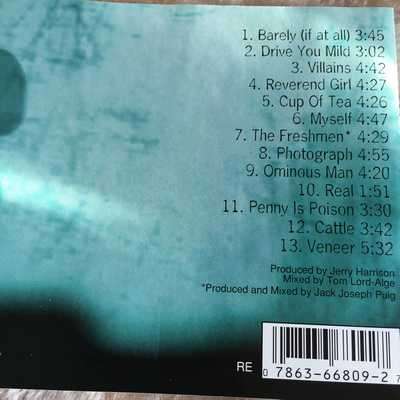 1. Barely (if at all) 3:45
2. Drive You Mild 3:02
3. Villains 4:42
4. Reverend Girl 4:27
5. Cup Of Tea 4:26
6. Myself 4:47
7. The Freshmen* 4:29
8. Photograph 4:55
9. Ominous Man 4:20
10. Real 1:51
11. Penny Is Poison 3:30
12. Cattle 3:42
13. Veneer 5:32
Produced by Jerry Harrison
Mixed by Tom Lord-Alge
*Produced and Mixed by Jack Joseph Puig
RE
0 7863-66809-2 7